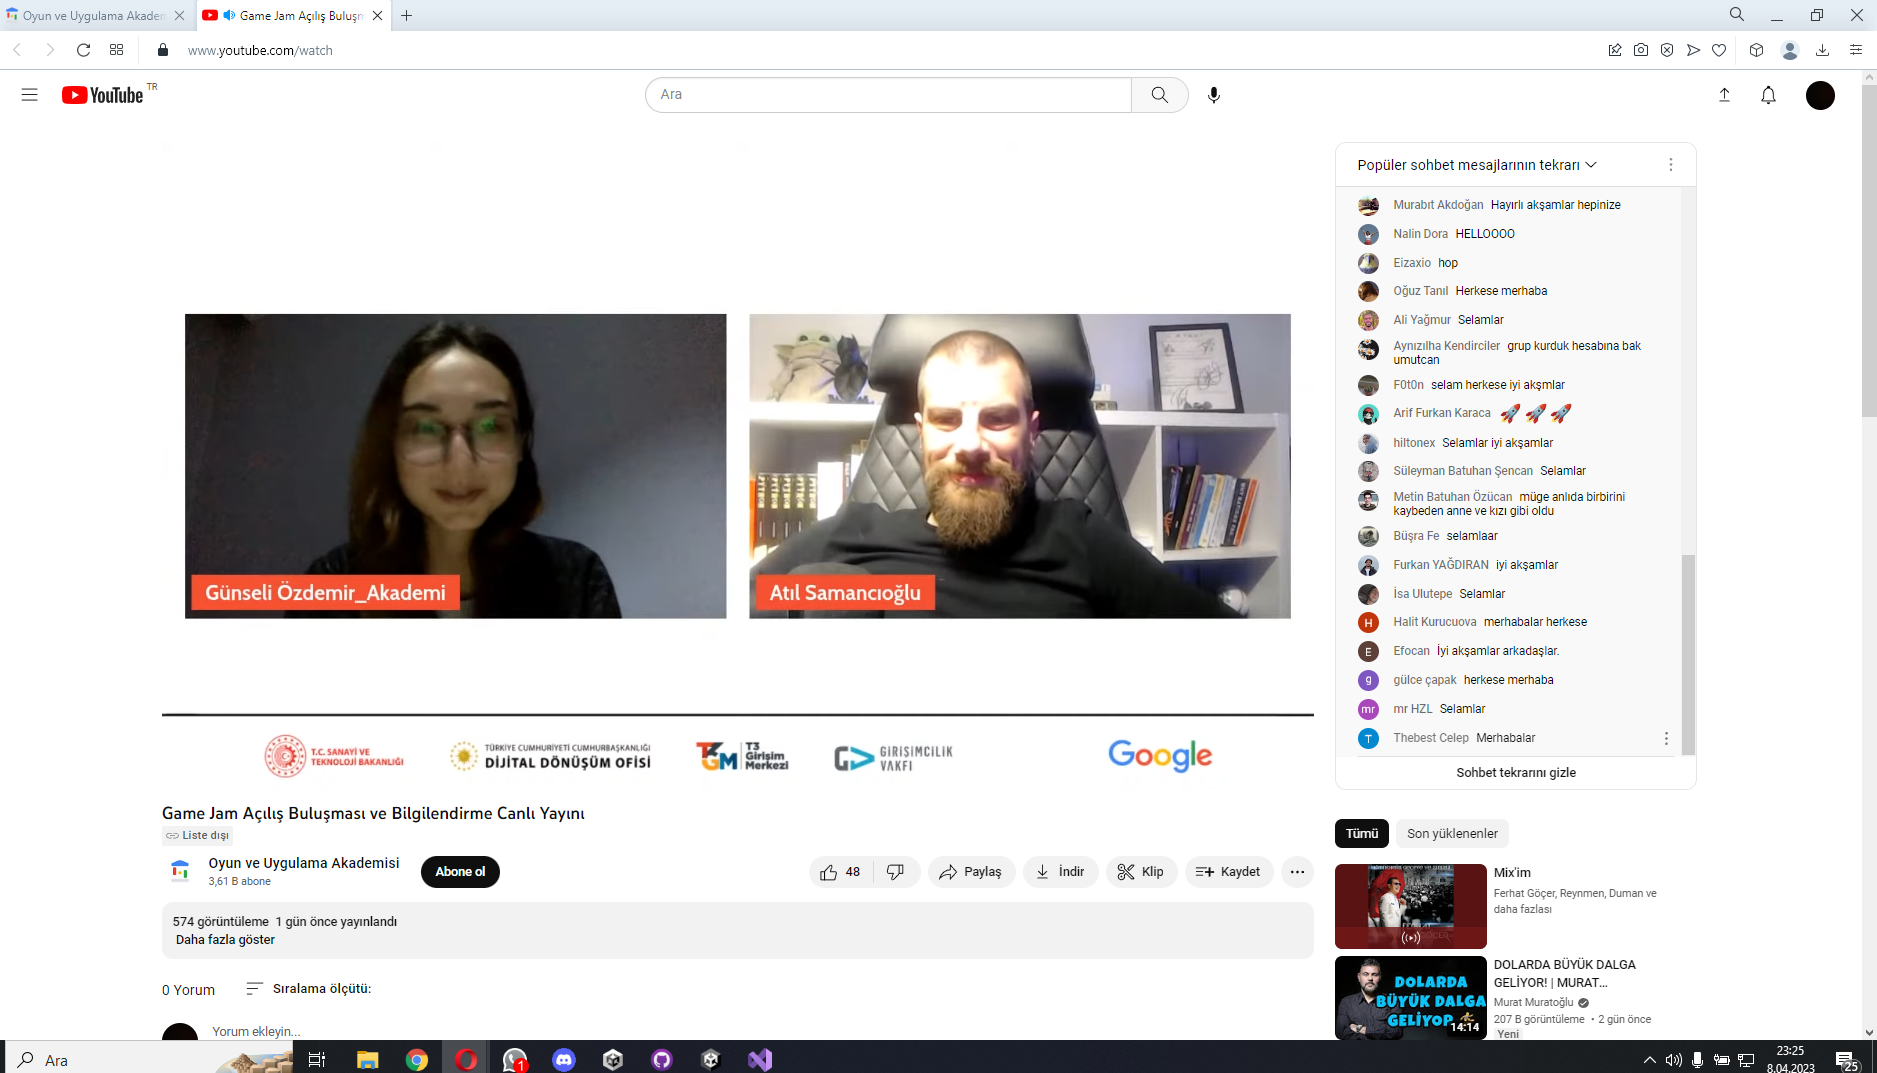 Oyun ve Uygulama Akadem
Game Jam Açılış Buluşm
www.youtube.com/watch
YouTube TR
Ara
Popüler sohbet mesajlarının tekrarı
Murabıt Akdoğan Hayırlı akşamlar hepinize
Nalin Dora HELLOOOO
Eizaxio hop
Oğuz Tanıl Herkese merhaba
Ali Yağmur Selamlar
Aynızılha Kendirciler grup kurduk hesabına bak
umutcan
F0t0n selam herkese iyi akşmlar
Arif Furkan Karaca 🚀 🚀 🚀
hiltonex Selamlar iyi akşamlar
Süleyman Batuhan Şencan Selamlar
Metin Batuhan Özücan müge anlıda birbirini
kaybeden anne ve kızı gibi oldu
Büşra Fe selamlaar
Furkan YAĞDIRAN iyi akşamlar
İsa Ulutepe Selamlar
H Halit Kurucuova merhabalar herkese
E Efocan İyi akşamlar arkadaşlar.
g gülce çapak herkese merhaba
mr mr HZL Selamlar
T Thebest Celep Merhabalar
Sohbet tekrarını gizle
Günseli Özdemir_Akademi
Atıl Samancıoğlu
T.C. SANAYİ VE
TEKNOLOJİ BAKANLIĞI
TÜRKİYE CUMHURİYETİ CUMHURBAŞKANLIĞI
DİJİTAL DÖNÜŞÜM OFİSİ
T3
Girişim
Merkezi
GİRİŞİMCİLİK
VAKFI
Google
Game Jam Açılış Buluşması ve Bilgilendirme Canlı Yayını
Liste dışı
Oyun ve Uygulama Akademisi
3,61 B abone
Abone ol
48
Paylaş
İndir
Klip
Kaydet
574 görüntüleme 1 gün önce yayınlandı
Daha fazla göster
0 Yorum
Sıralama ölçütü:
Yorum ekleyin...
Tümü
Son yüklenenler
Mix'im
Ferhat Göçer, Reynmen, Duman ve
daha fazlası
DOLARDA
BÜYÜK DALGA
GELİYOR
14:14
DOLARDA BÜYÜK DALGA
GELİYOR! | MURAT...
Murat Muratoğlu
207 B görüntüleme • 2 gün önce
Yeni
Ara
1
23:25
8.04.2023
25